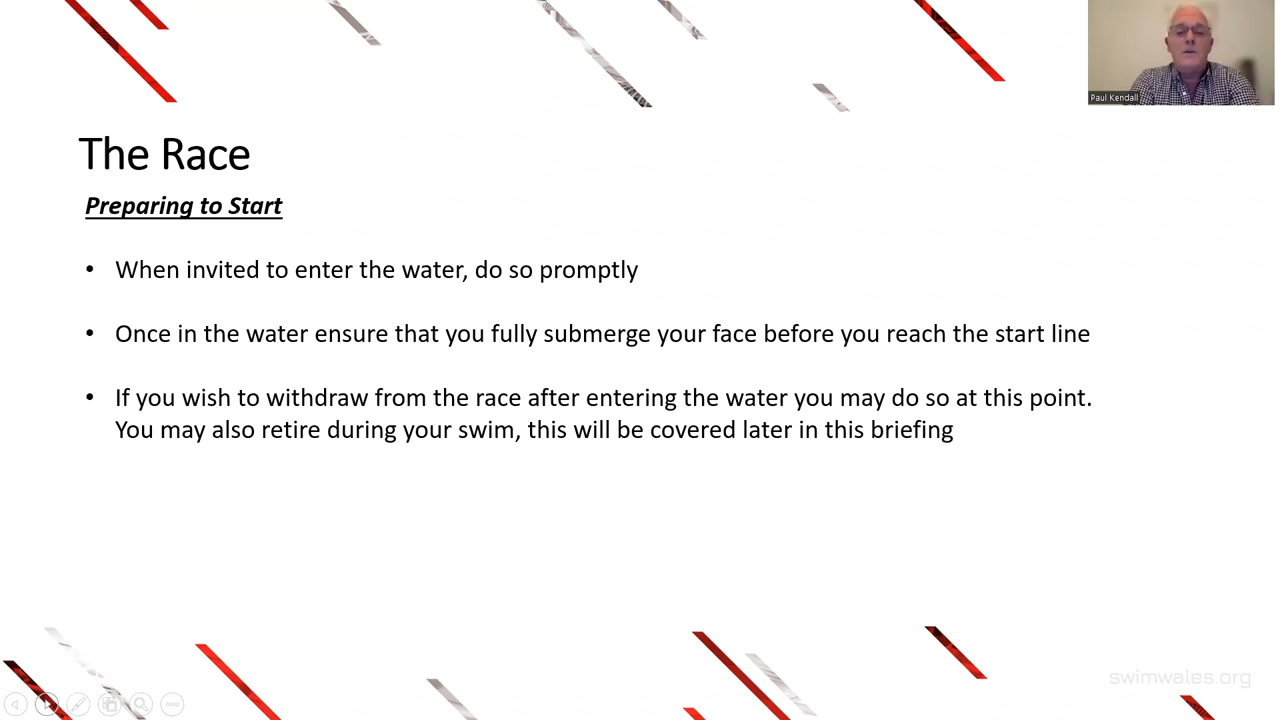 Paul Kendall
The Race
Preparing to Start
• When invited to enter the water, do so promptly
• Once in the water ensure that you fully submerge your face before you reach the start line
• If you wish to withdraw from the race after entering the water you may do so at this point.
You may also retire during your swim, this will be covered later in this briefing
swimwales.org